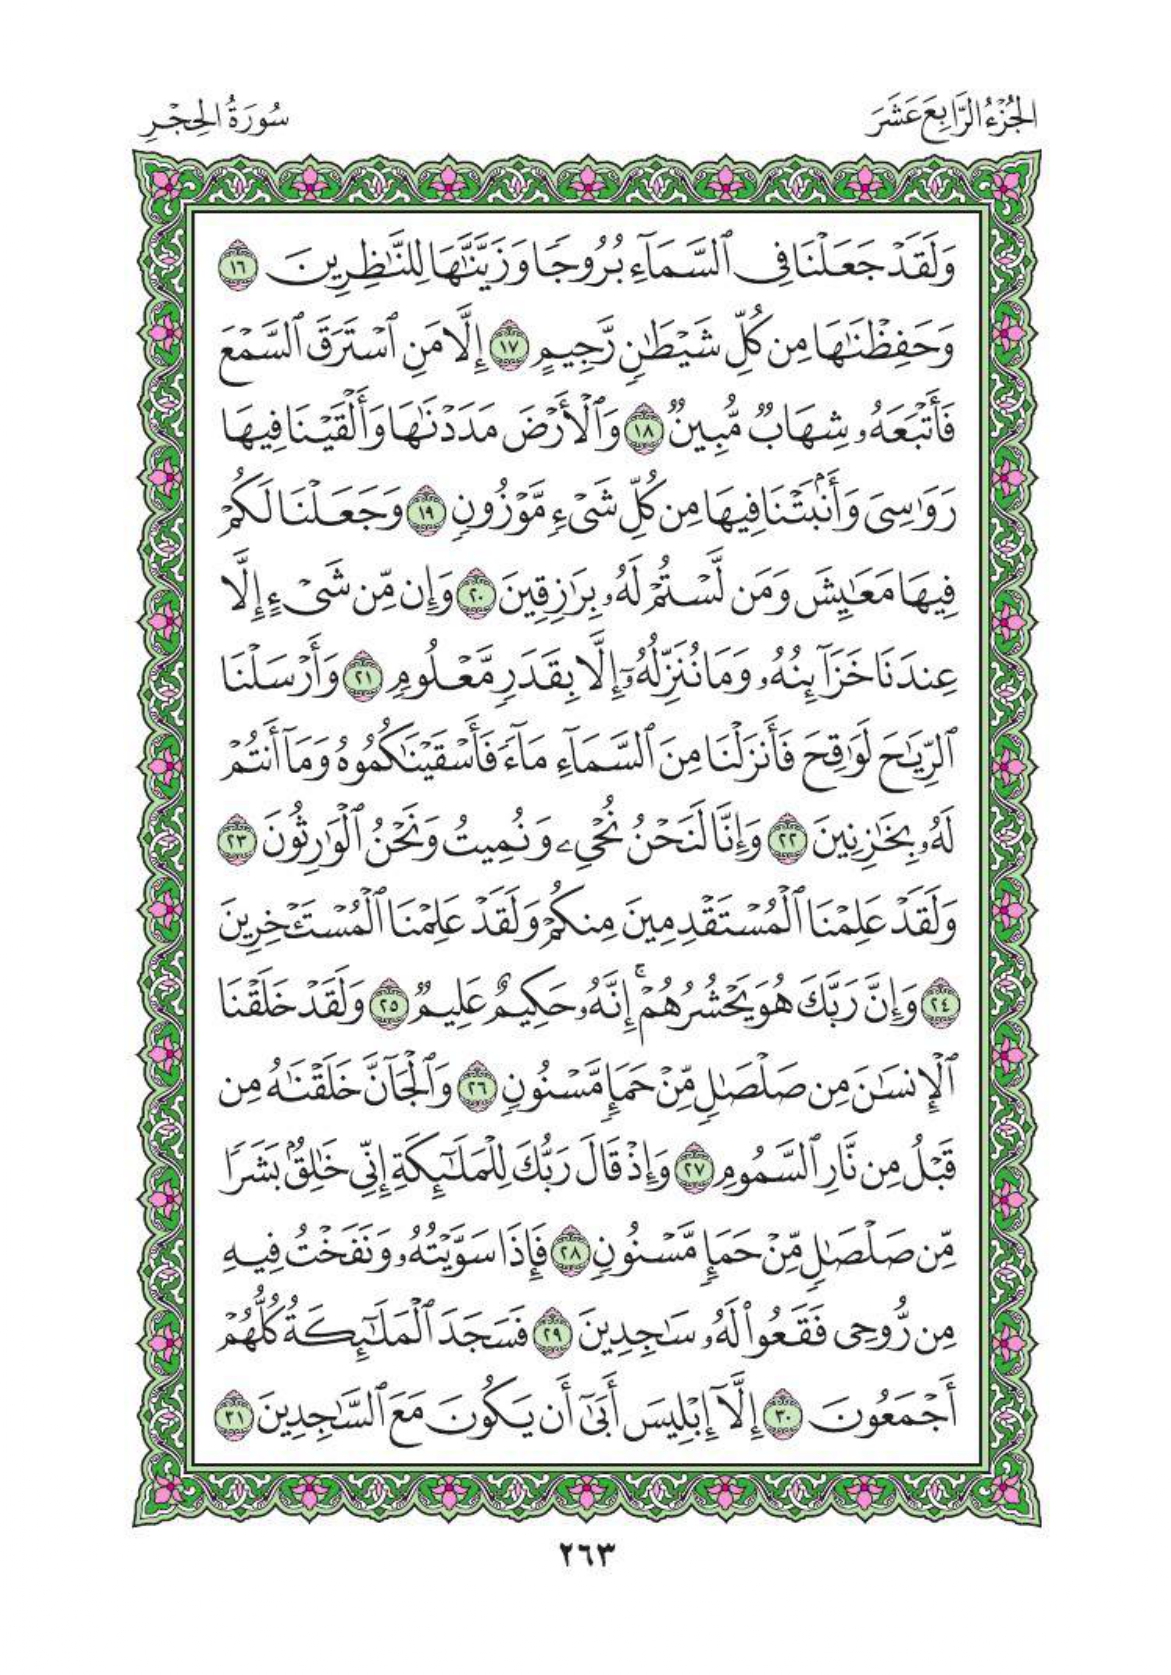 الجُزْءُ الرَّابِعَ عَشَرَ
سُورَةُ الحِجْرِ
وَلَقَدْ جَعَلْنَا فِى ٱلسَّمَآءِ بُرُوجًا وَزَيَّنَّٰهَا لِلنَّٰظِرِينَ ١٦
وَحَفِظْنَٰهَا مِن كُلِّ شَيْطَٰنٍ رَّجِيمٍ ١٧ إِلَّا مَنِ ٱسْتَرَقَ ٱلسَّمْعَ
فَأَتْبَعَهُۥ شِهَابٌ مُّبِينٌ ١٨ وَٱلْأَرْضَ مَدَدْنَٰهَا وَأَلْقَيْنَا فِيهَا
رَوَٰسِىَ وَأَنۢبَتْنَا فِيهَا مِن كُلِّ شَىْءٍ مَّوْزُونٍ ١٩ وَجَعَلْنَا لَكُمْ
فِيهَا مَعَٰيِشَ وَمَن لَّسْتُمْ لَهُۥ بِرَٰزِقِينَ ٢٠ وَإِن مِّن شَىْءٍ إِلَّا
عِندَنَا خَزَآئِنُهُۥ وَمَا نُنَزِّلُهُۥٓ إِلَّا بِقَدَرٍ مَّعْلُومٍ ٢١ وَأَرْسَلْنَا
ٱلرِّيَٰحَ لَوَٰقِحَ فَأَنزَلْنَا مِنَ ٱلسَّمَآءِ مَآءً فَأَسْقَيْنَٰكُمُوهُ وَمَآ أَنتُمْ
لَهُۥ بِخَٰزِنِينَ ٢٢ وَإِنَّا لَنَحْنُ نُحْىِۦ وَنُمِيتُ وَنَحْنُ ٱلْوَٰرِثُونَ ٢٣
وَلَقَدْ عَلِمْنَا ٱلْمُسْتَقْدِمِينَ مِنكُمْ وَلَقَدْ عَلِمْنَا ٱلْمُسْتَـْٔخِرِينَ
٢٤ وَإِنَّ رَبَّكَ هُوَ يَحْشُرُهُمْ ۚ إِنَّهُۥ حَكِيمٌ عَلِيمٌ ٢٥ وَلَقَدْ خَلَقْنَا
ٱلْإِنسَٰنَ مِن صَلْصَٰلٍ مِّنْ حَمَإٍ مَّسْنُونٍ ٢٦ وَٱلْجَآنَّ خَلَقْنَٰهُ مِن
قَبْلُ مِن نَّارِ ٱلسَّمُومِ ٢٧ وَإِذْ قَالَ رَبُّكَ لِلْمَلَٰٓئِكَةِ إِنِّى خَٰلِقٌۢ بَشَرًا
مِّن صَلْصَٰلٍ مِّنْ حَمَإٍ مَّسْنُونٍ ٢٨ فَإِذَا سَوَّيْتُهُۥ وَنَفَخْتُ فِيهِ
مِن رُّوحِى فَقَعُوا۟ لَهُۥ سَٰجِدِينَ ٢٩ فَسَجَدَ ٱلْمَلَٰٓئِكَةُ كُلُّهُمْ
أَجْمَعُونَ ٣٠ إِلَّآ إِبْلِيسَ أَبَىٰٓ أَن يَكُونَ مَعَ ٱلسَّٰجِدِينَ ٣١
٢٦٣